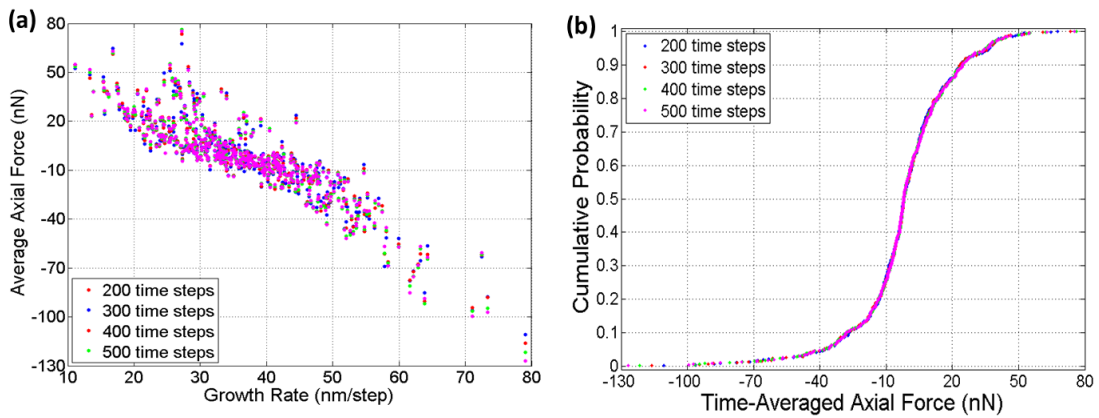 (a)
80
50
20
-10
-40
-70
-100
-130
Average Axial Force (nN)
200 time steps
300 time steps
400 time steps
500 time steps
10 20 30 40 50 60 70 80
Growth Rate (nm/step)
(b)
1
0.9
0.8
0.7
0.6
0.5
0.4
0.3
0.2
0.1
0
Cumulative Probability
200 time steps
300 time steps
400 time steps
500 time steps
-130 -100 -70 -40 -10 20 50 80
Time-Averaged Axial Force (nN)